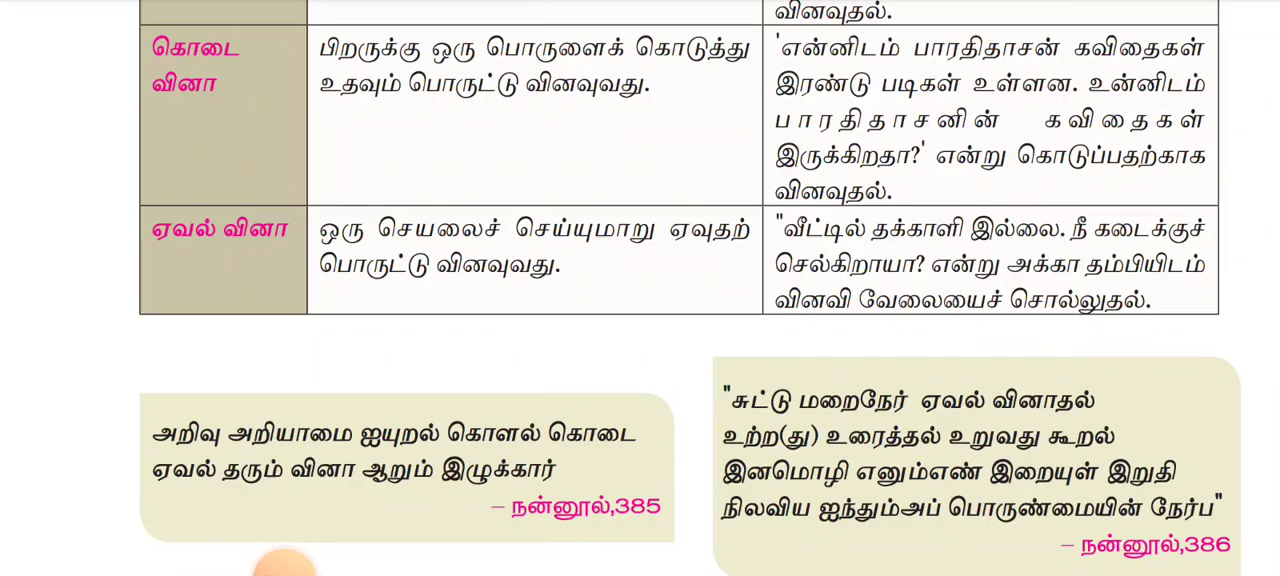 வினவுதல்.
கொடை
வினா
பிறருக்கு ஒரு பொருளைக் கொடுத்து
உதவும் பொருட்டு வினவுவது.
'என்னிடம் பாரதிதாசன் கவிதைகள்
இரண்டு படிகள் உள்ளன. உன்னிடம்
பாரதிதாசனின் கவிதைகள்
இருக்கிறதா?' என்று கொடுப்பதற்காக
வினவுதல்.
ஏவல் வினா
ஒரு செயலைச் செய்யுமாறு ஏவுதற்
பொருட்டு வினவுவது.
"வீட்டில் தக்காளி இல்லை. நீ கடைக்குச்
செல்கிறாயா? என்று அக்கா தம்பியிடம்
வினவி வேலையைச் சொல்லுதல்.
அறிவு அறியாமை ஐயுறல் கொளல் கொடை
ஏவல் தரும் வினா ஆறும் இழுக்கார்
– நன்னூல்,385
"சுட்டு மறைநேர் ஏவல் வினாதல்
உற்ற(து) உரைத்தல் உறுவது கூறல்
இனமொழி எனும்எண் இறையுள் இறுதி
நிலவிய ஐந்தும்அப் பொருண்மையின் நேர்ப"
– நன்னூல்,386